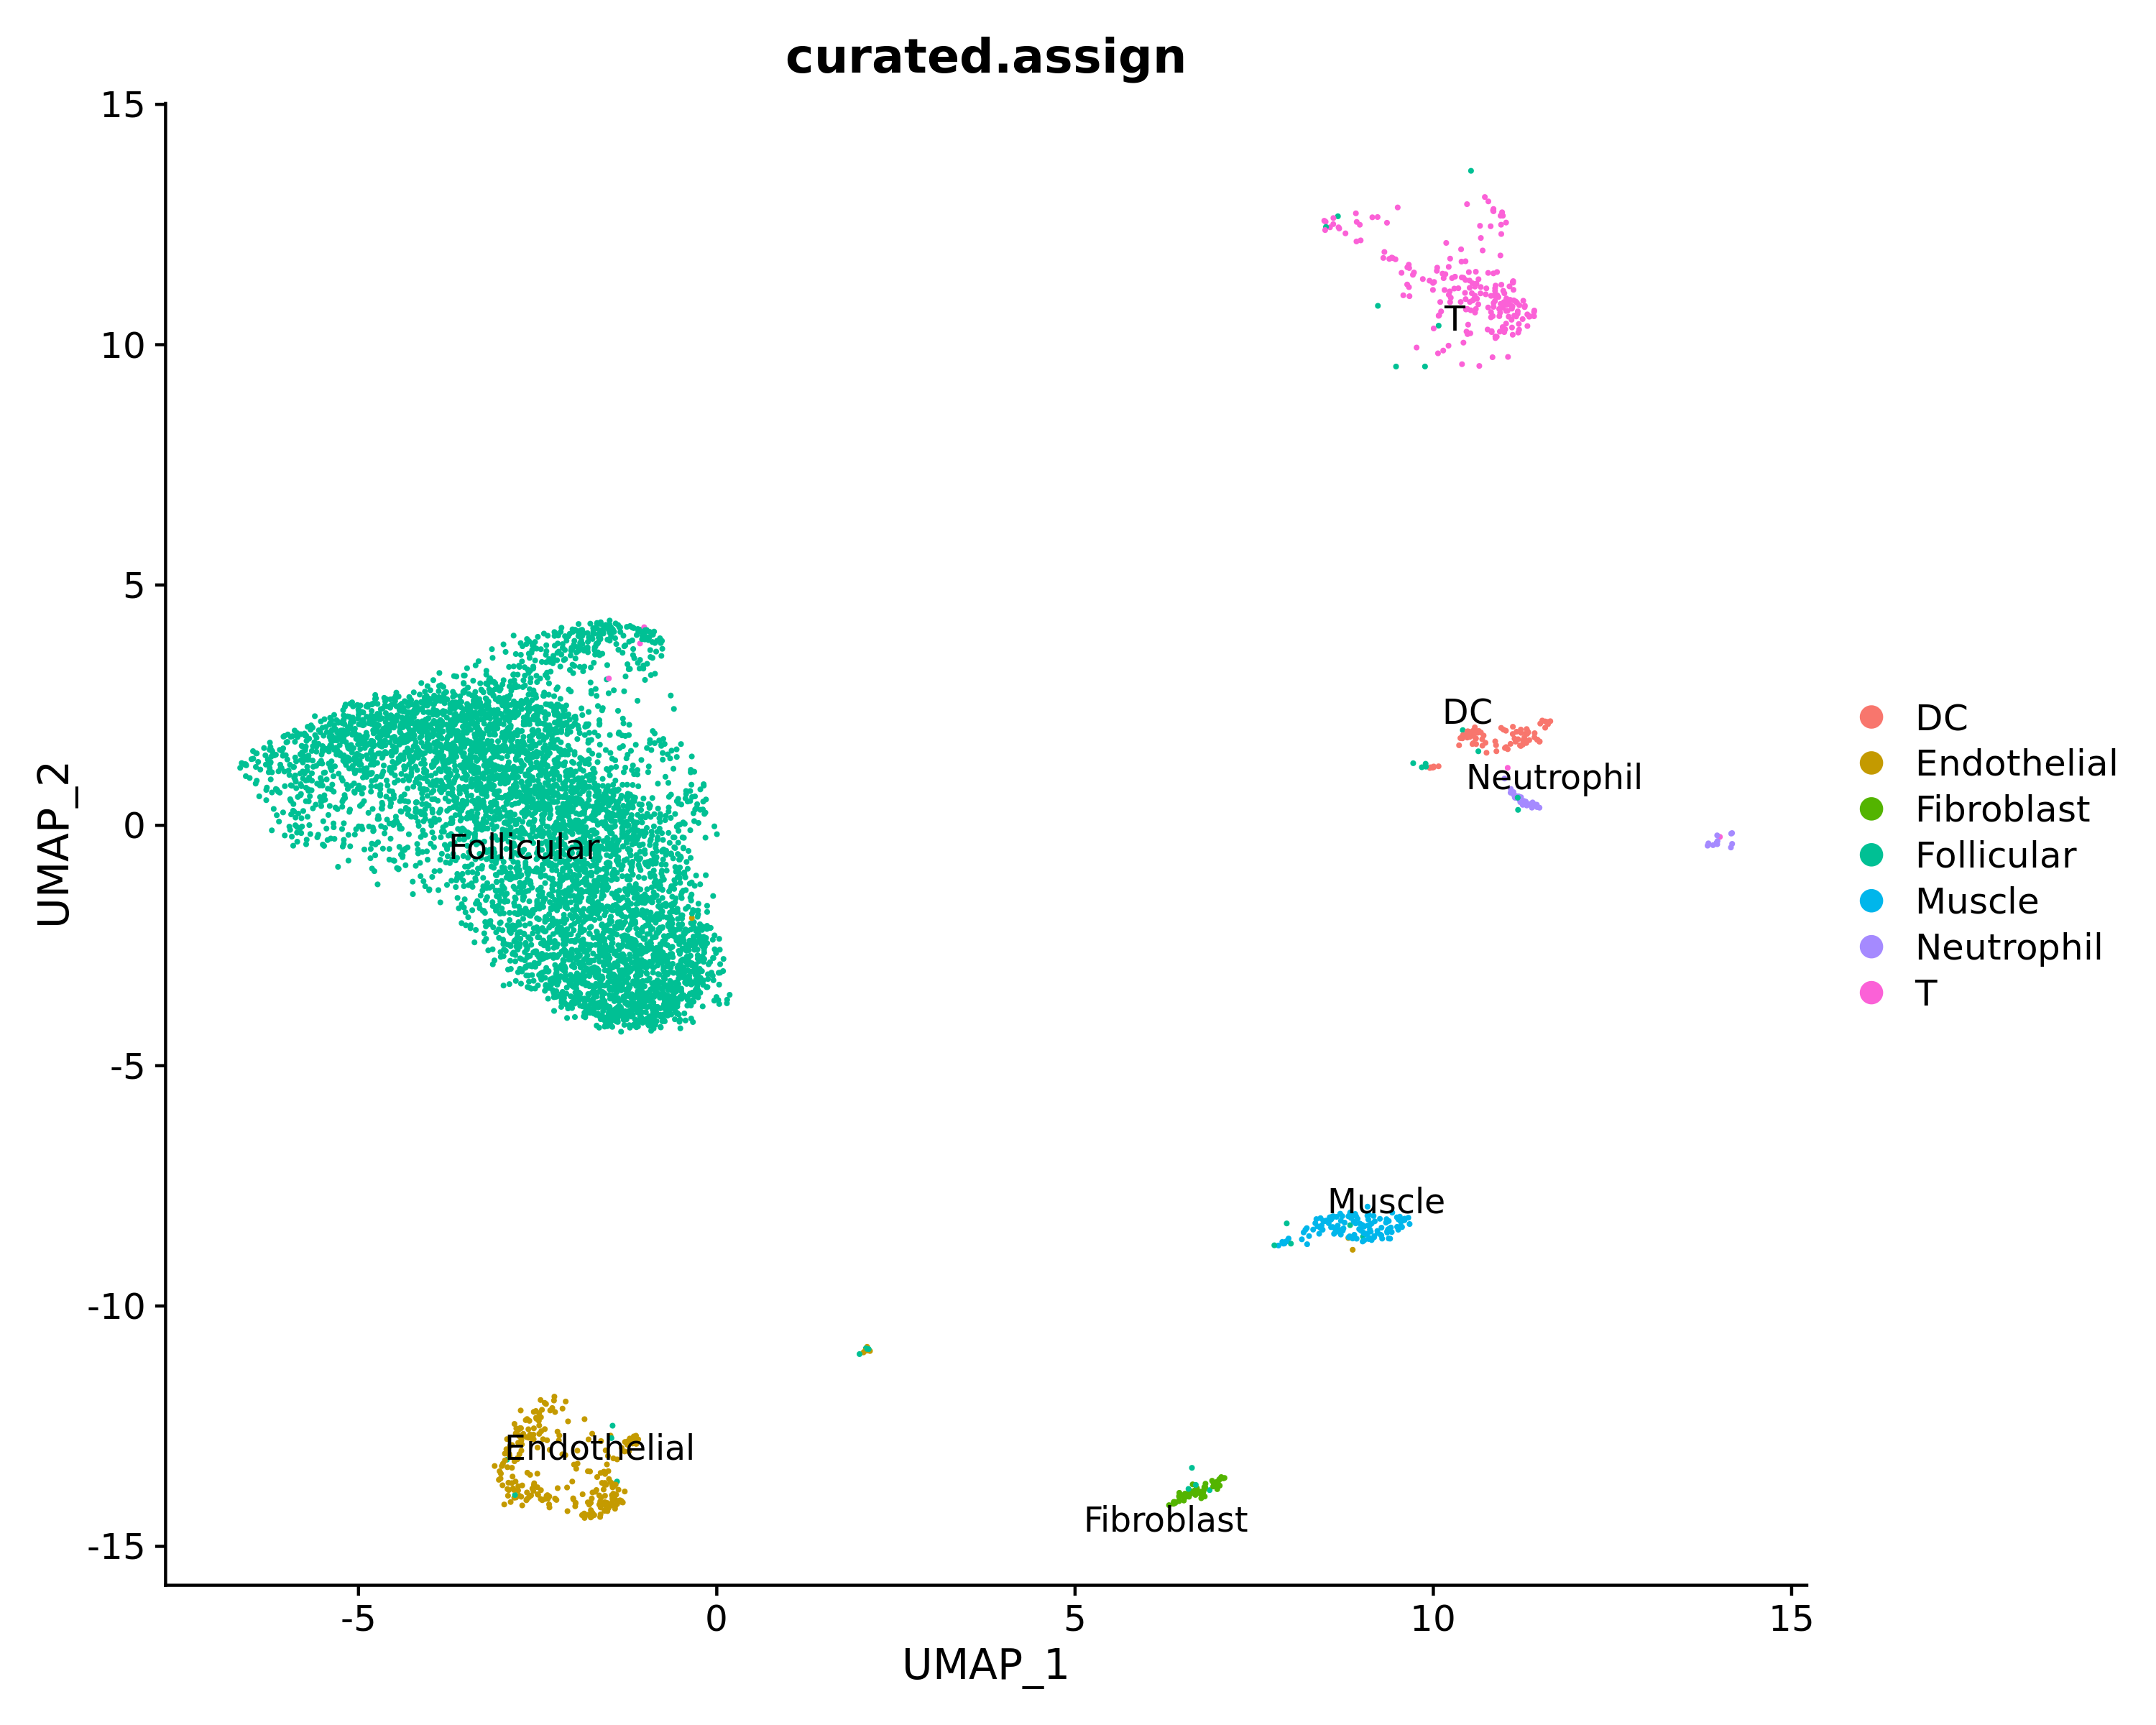 curated.assign
15
10
5
0
-5
-10
-15
UMAP_2
T
DC
Neutrophil
Follicular
Muscle
Endothelial
Fibroblast
-5
0
5
10
15
UMAP_1
DC
Endothelial
Fibroblast
Follicular
Muscle
Neutrophil
T